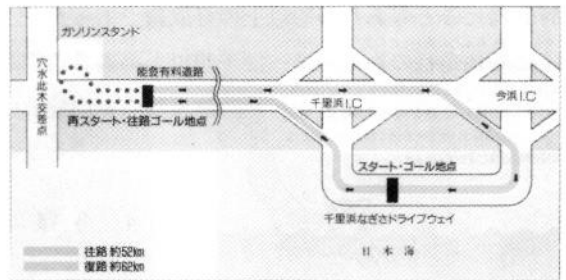 ガソリンスタンド
穴水此木交差点
能登有料道路
再スタート・往路ゴール地点
千里浜I.C
今浜I.C
スタート・ゴール地点
千里浜なぎさドライブウェイ
日本海
往路 約52km
復路 約62km